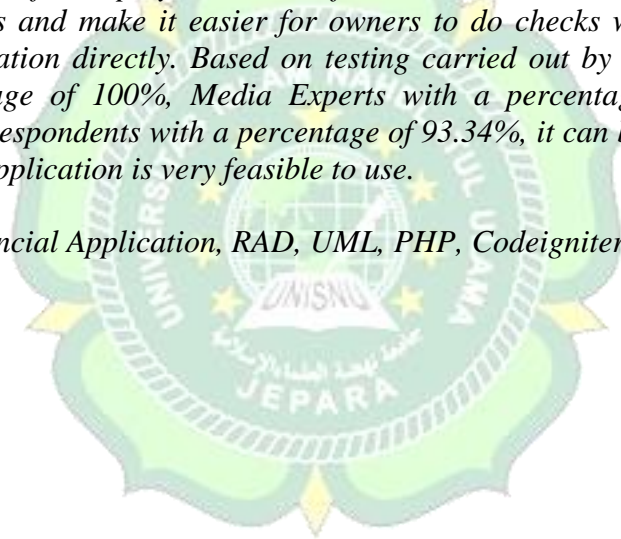 s and make it easier for owners to do checks w
ation directly. Based on testing carried out by
age of 100%, Media Experts with a percentag
espondents with a percentage of 93.34%, it can l
pplication is very feasible to use.
ncial Application, RAD, UML, PHP, Codeigniter
UNISNU
JEPARA